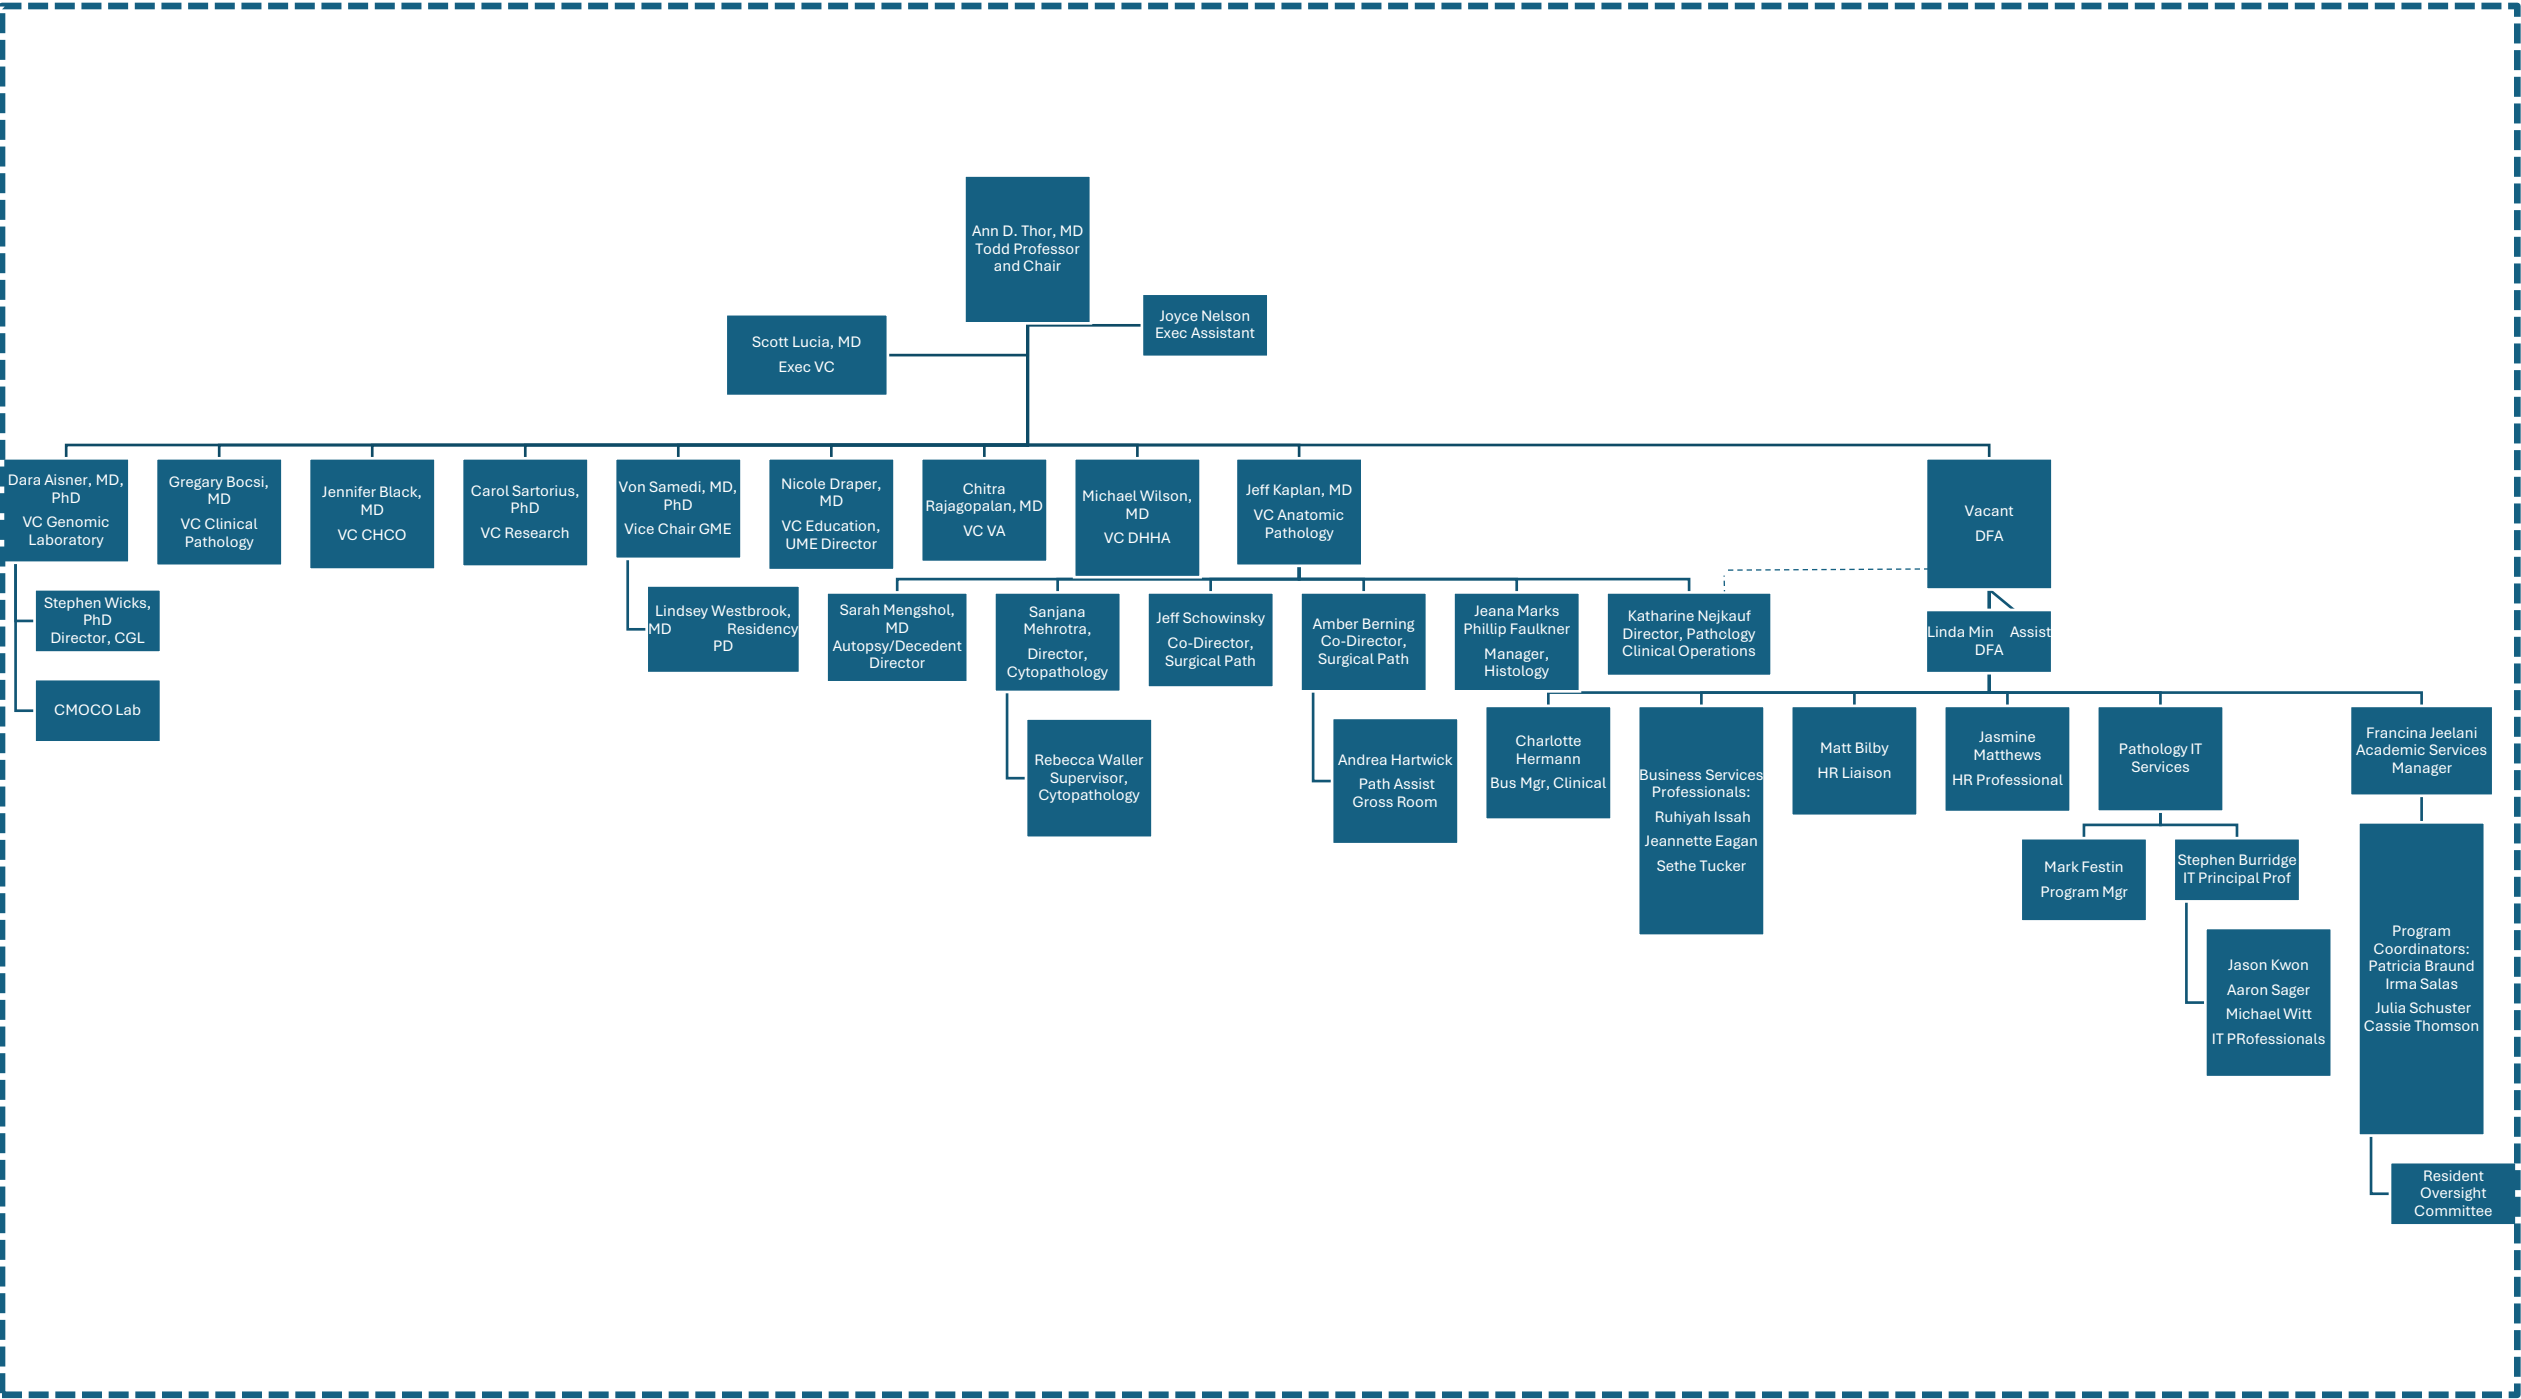 Ann D. Thor, MD
Todd Professor
and Chair
Joyce Nelson
Exec Assistant
Scott Lucia, MD
Exec VC
Dara Aisner, MD,
PhD
VC Genomic
Laboratory
Gregary Bocsi,
MD
VC Clinical
Pathology
Jennifer Black,
MD
VC CHCO
Carol Sartorius,
PhD
VC Research
Von Samedi, MD,
PhD
Vice Chair GME
Nicole Draper,
MD
VC Education,
UME Director
Chitra
Rajagopalan, MD
VC VA
Michael Wilson,
MD
VC DHHA
Jeff Kaplan, MD
VC Anatomic
Pathology
Vacant
DFA
Stephen Wicks,
PhD
Director, CGL
CMOCO Lab
Lindsey Westbrook,
MD Residency
PD
Sarah Mengshol,
MD
Autopsy/Decedent
Director
Sanjana
Mehrotra,
Director,
Cytopathology
Jeff Schowinsky
Co-Director,
Surgical Path
Amber Berning
Co-Director,
Surgical Path
Jeana Marks
Phillip Faulkner
Manager,
Histology
Katharine Nejkauf
Director, Pathology
Clinical Operations
Linda Min Assist
DFA
Rebecca Waller
Supervisor,
Cytopathology
Andrea Hartwick
Path Assist
Gross Room
Charlotte
Hermann
Bus Mgr, Clinical
Business Services
Professionals:
Ruhiyah Issah
Jeannette Eagan
Sethe Tucker
Matt Bilby
HR Liaison
Jasmine
Matthews
HR Professional
Pathology IT
Services
Francina Jeelani
Academic Services
Manager
Mark Festin
Program Mgr
Stephen Burridge
IT Principal Prof
Jason Kwon
Aaron Sager
Michael Witt
IT PRofessionals
Program
Coordinators:
Patricia Braund
Irma Salas
Julia Schuster
Cassie Thomson
Resident
Oversight
Committee